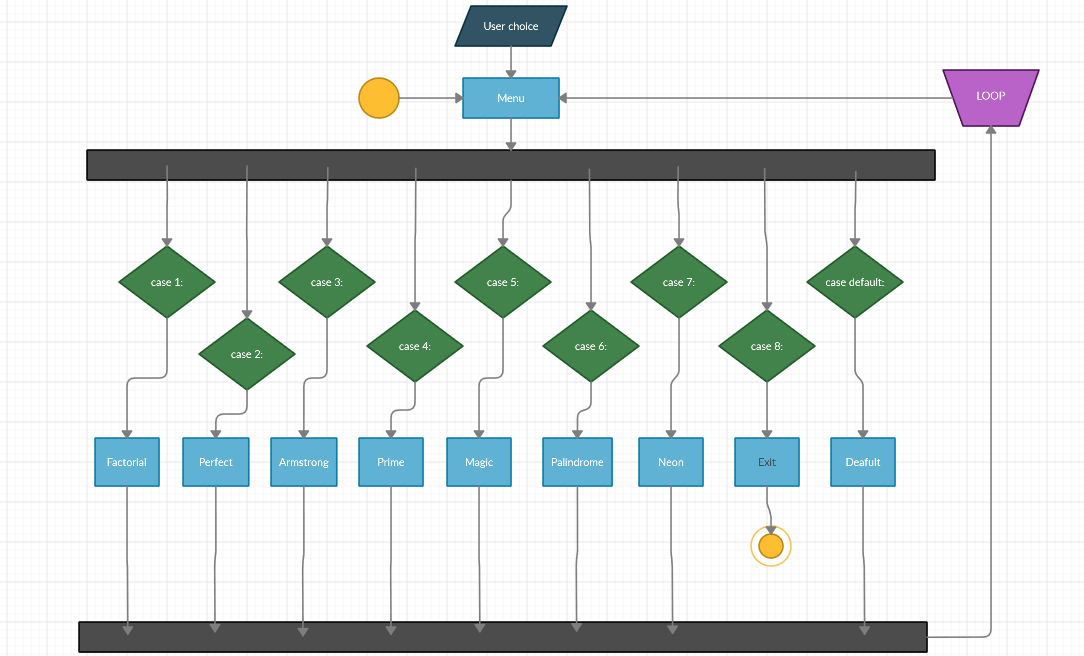 User choice
Menu
LOOP
case 1:
case 3:
case 5:
case 7:
case default:
case 2:
case 4:
case 6:
case 8:
Factorial
Perfect
Armstrong
Prime
Magic
Palindrome
Neon
Exit
Deafult